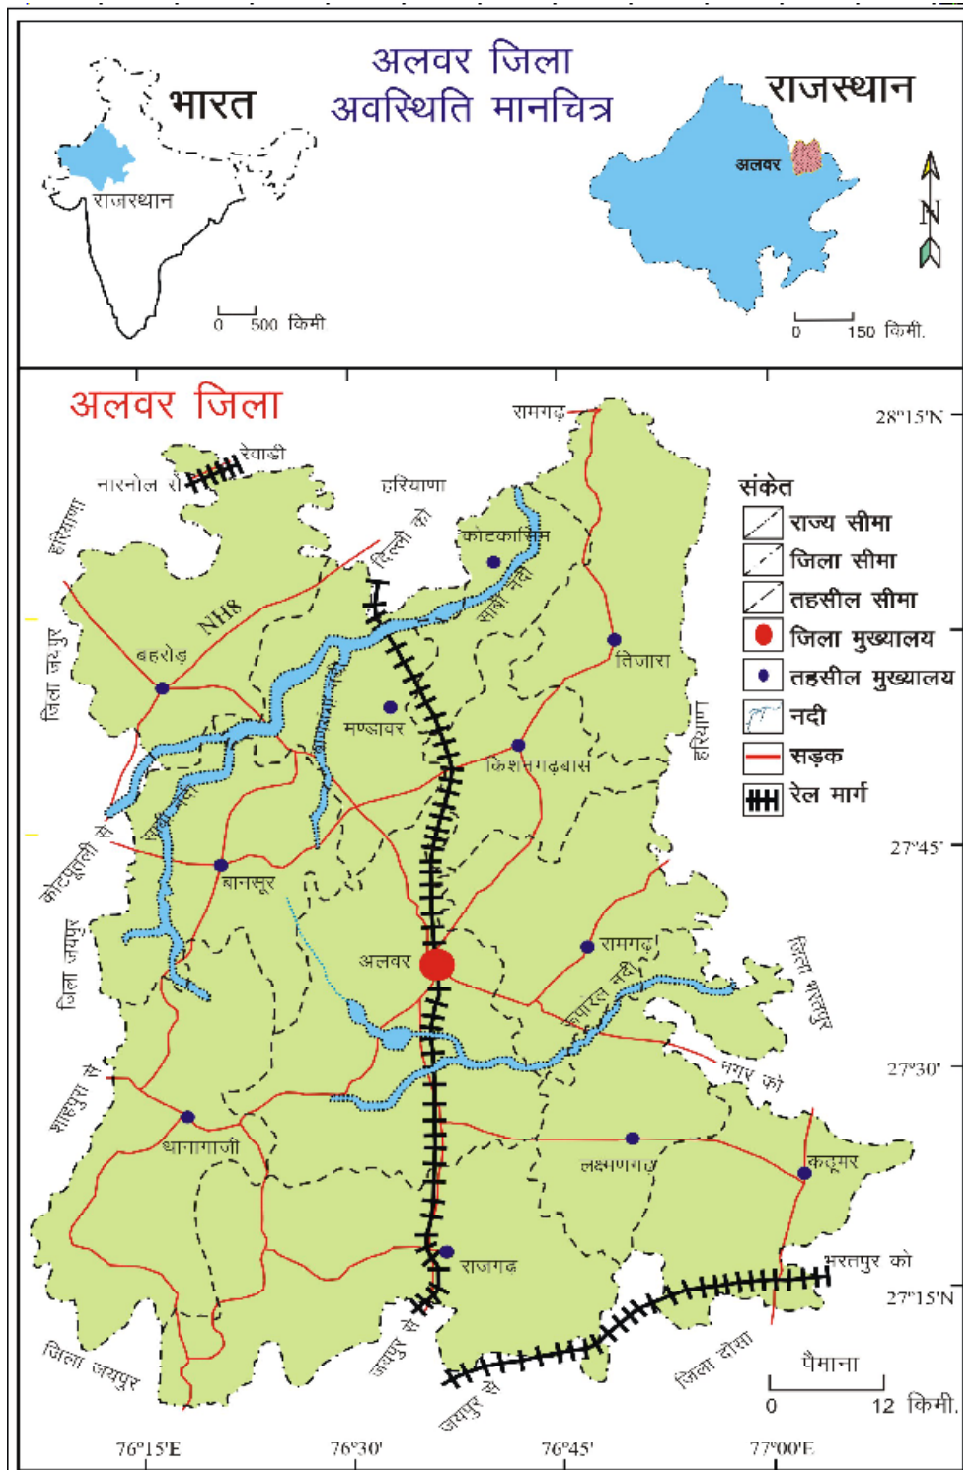 अलवर जिला
अवस्थिति मानचित्र
भारत
राजस्थान
0 500 किमी
राजस्थान
अलवर
N
0 150 किमी.
अलवर जिला
रामगढ़
28°15'N
रेवाडी
नारनोल से
हरियाणा
हरियाणा
दिल्ली को
कोटकासिम
साबी नदी
NH8
बहरोड़
जिला जयपुर
तिजारा
मण्डावर
किशनगढ़बास
हरियाणा
संकेत
राज्य सीमा
जिला सीमा
तहसील सीमा
जिला मुख्यालय
तहसील मुख्यालय
नदी
सड़क
रेल मार्ग
साबी नदी
कोटपूतली से
27°45'
बानसूर
जिला जयपुर
अलवर
रामगढ़
रूपारेल नदी
जिला भरतपुर
27°30'
नगर को
शाहपुरा से
थानागाजी
लक्ष्मणगढ़
कठूमर
राजगढ़
भरतपुर को
27°15'N
जिला जयपुर
जयपुर से
जयपुर से
जिला दौसा
पैमाना
0 12 किमी.
76°15'E 76°30' 76°45' 77°00'E